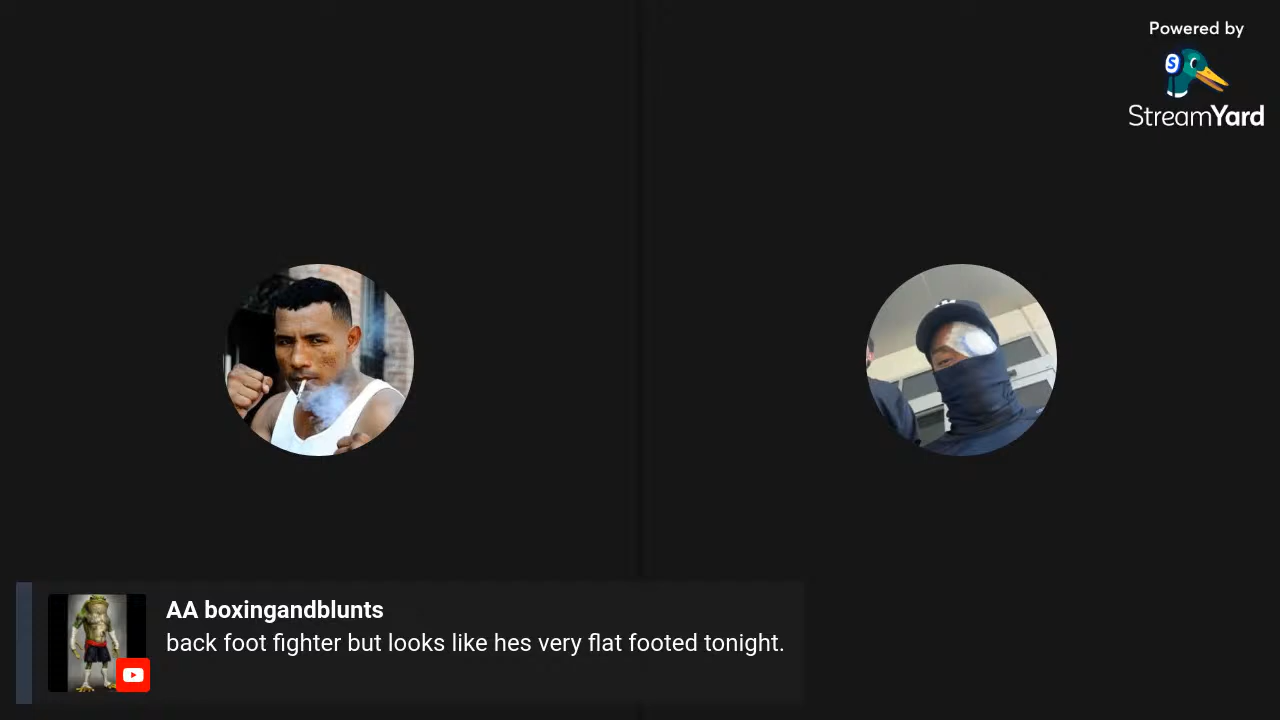 Powered by
S
StreamYard
AA boxingandblunts
back foot fighter but looks like hes very flat footed tonight.